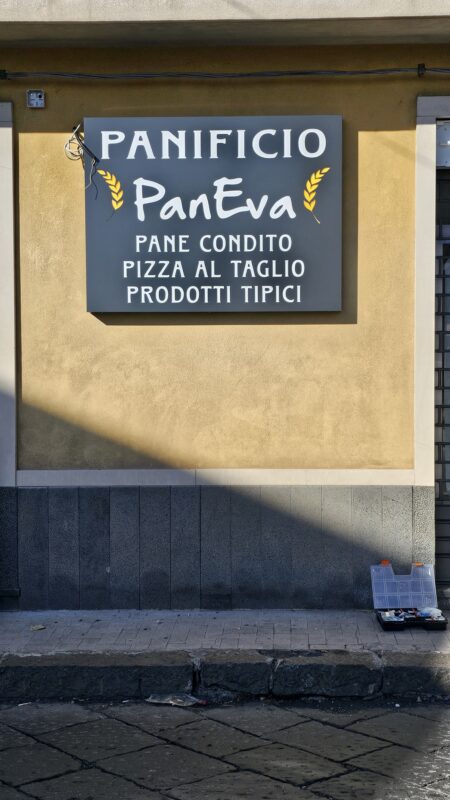 PANIFICIO
PanEva
PANE CONDITO
PIZZA AL TAGLIO
PRODOTTI TIPICI